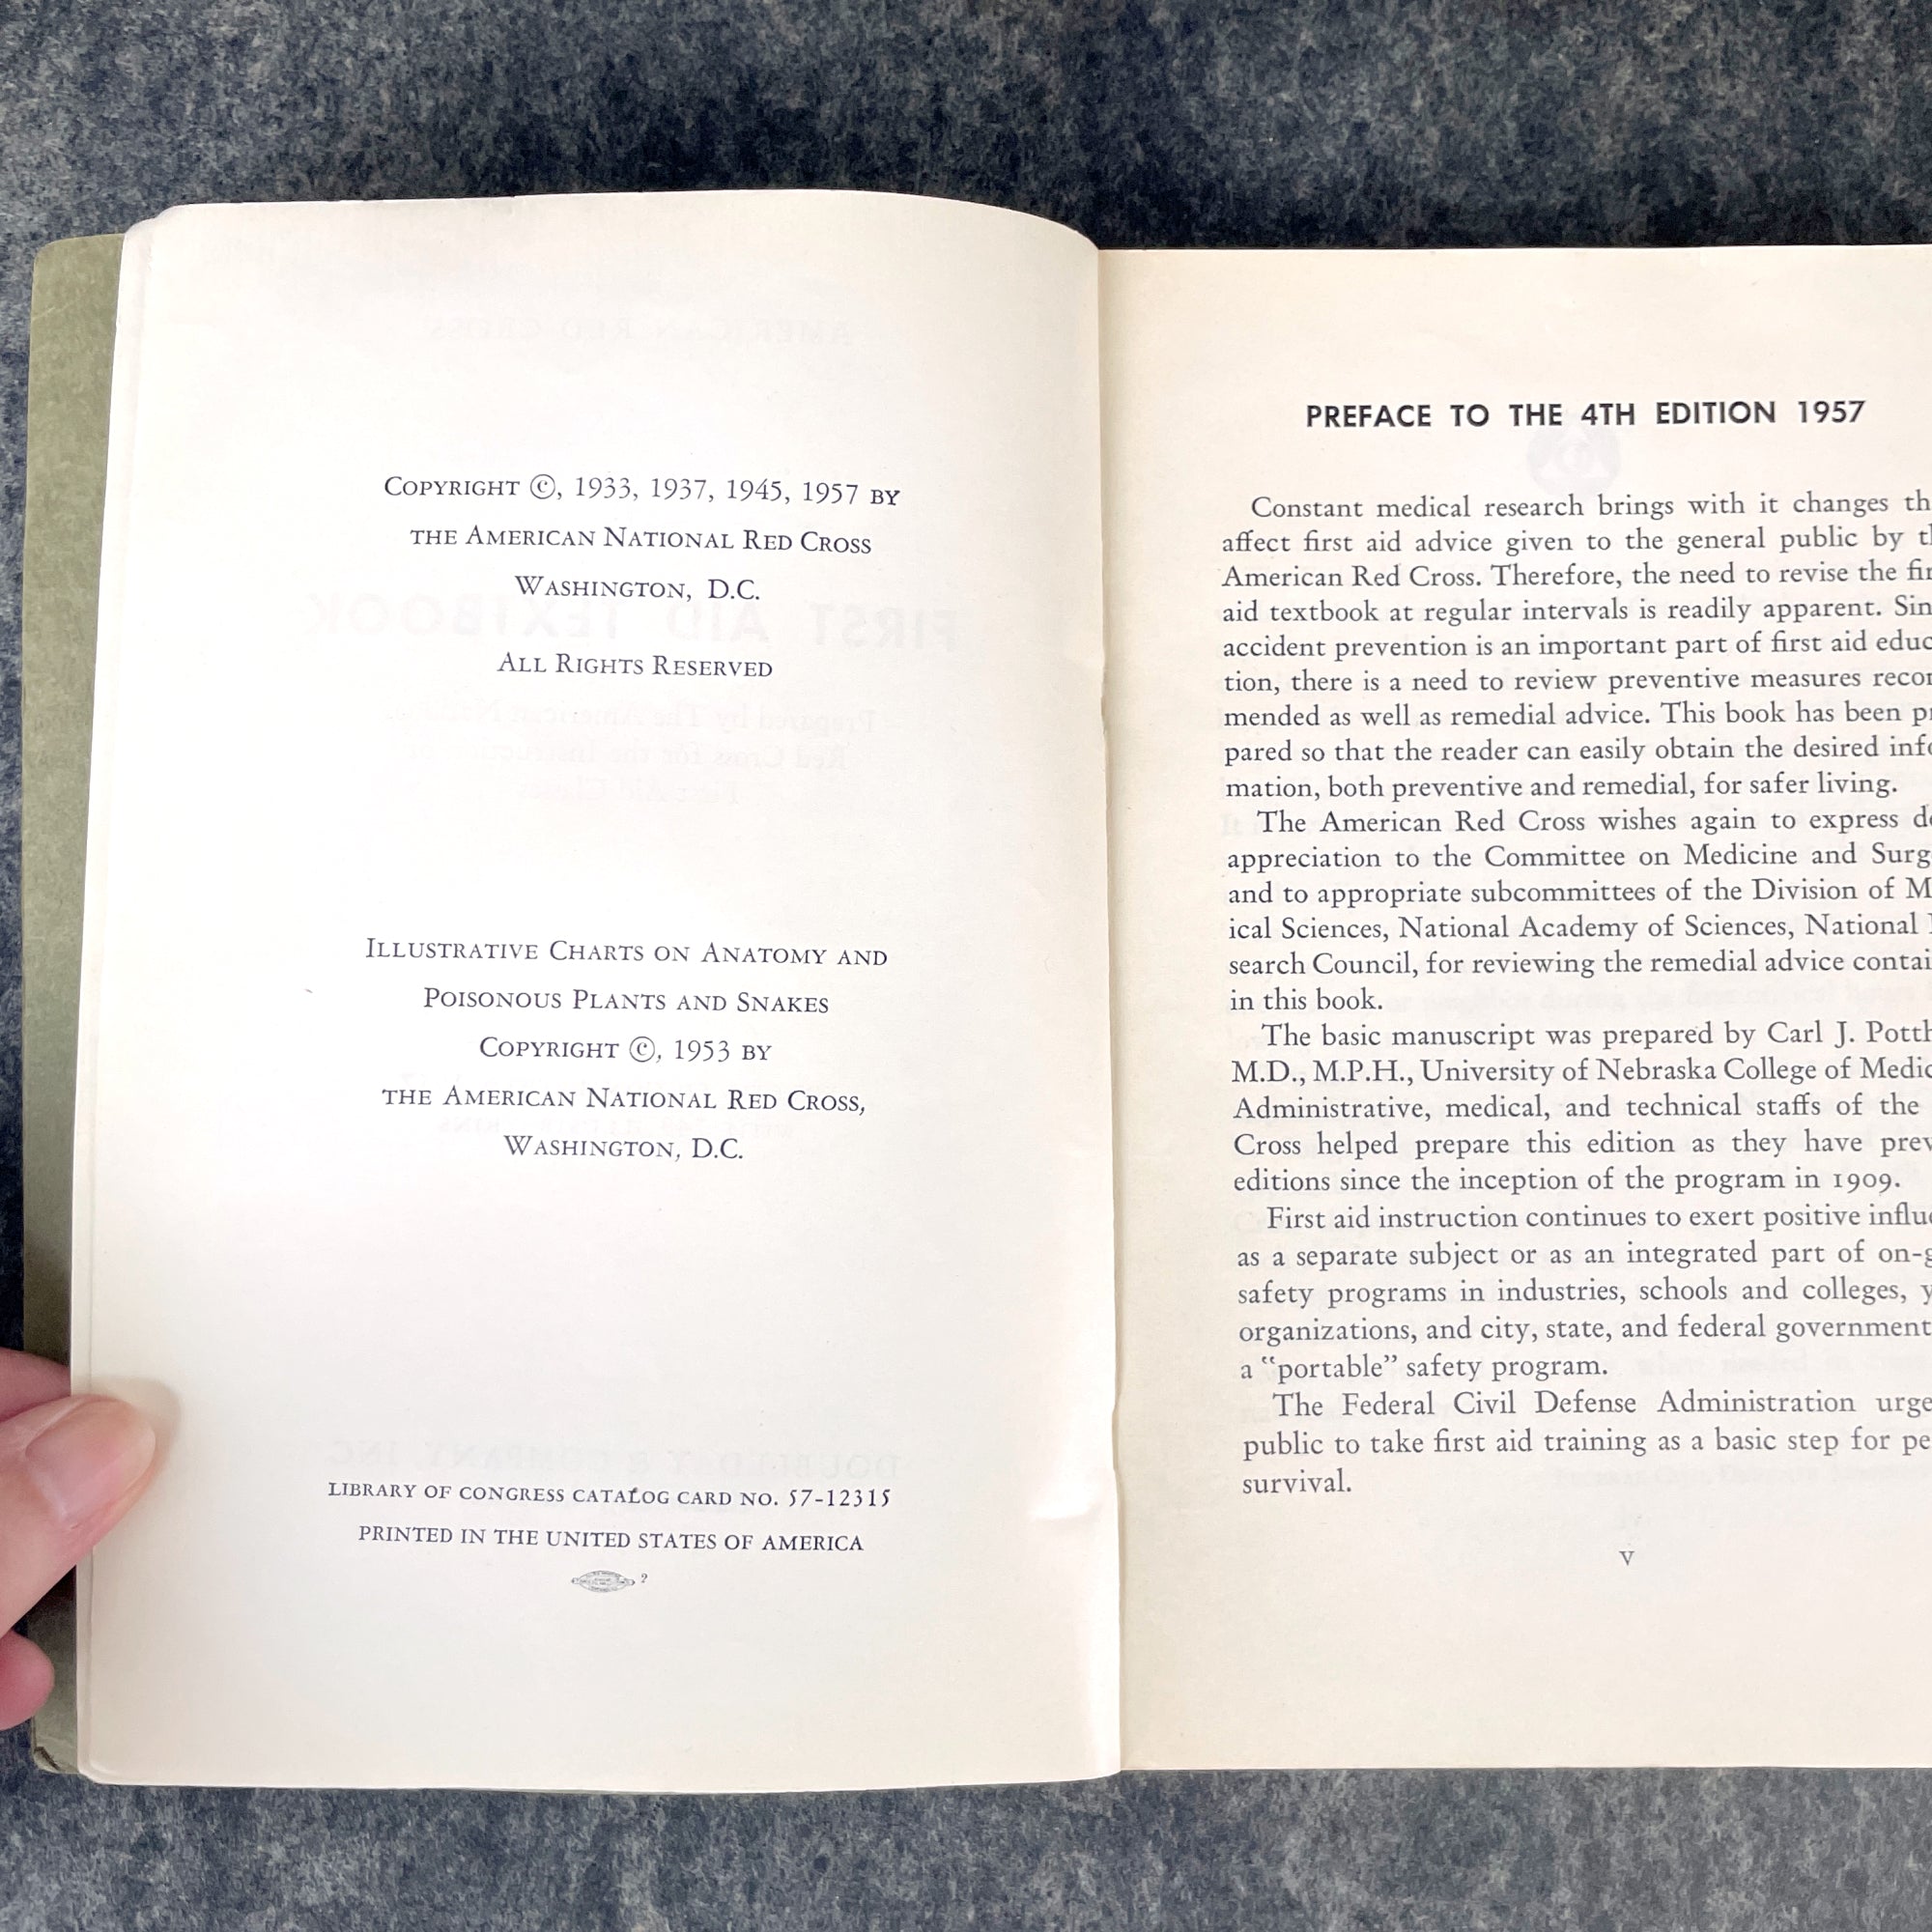 COPYRIGHT ©, 1933, 1937, 1945, 1957 BY
THE AMERICAN NATIONAL RED CROSS
WASHINGTON, D.C.
ALL RIGHTS RESERVED
ILLUSTRATIVE CHARTS ON ANATOMY AND
POISONOUS PLANTS AND SNAKES
COPYRIGHT ©, 1953 BY
THE AMERICAN NATIONAL RED CROSS,
WASHINGTON, D.C.
LIBRARY OF CONGRESS CATALOG CARD NO. 57-12315
PRINTED IN THE UNITED STATES OF AMERICA
PREFACE TO THE 4TH EDITION 1957
Constant medical research brings with it changes
affect first aid advice given to the general public by
American Red Cross. Therefore, the need to revise the
aid textbook at regular intervals is readily apparent.
accident prevention is an important part of first aid
tion, there is a need to review preventive measures
mended as well as remedial advice. This book has been
pared so that the reader can easily obtain the desired
mation, both preventive and remedial, for safer living.
The American Red Cross wishes again to express
appreciation to the Committee on Medicine and
and to appropriate subcommittees of the Division of
ical Sciences, National Academy of Sciences, National
search Council, for reviewing the remedial advice
in this book.
The basic manuscript was prepared by Carl J.
M.D., M.P.H., University of Nebraska College of
Administrative, medical, and technical staffs of the
Cross helped prepare this edition as they have
editions since the inception of the program in 1909.
First aid instruction continues to exert positive
as a separate subject or as an integrated part of
safety programs in industries, schools and colleges,
organizations, and city, state, and federal government
a "portable" safety program.
The Federal Civil Defense Administration
public to take first aid training as a basic step for
survival.
v